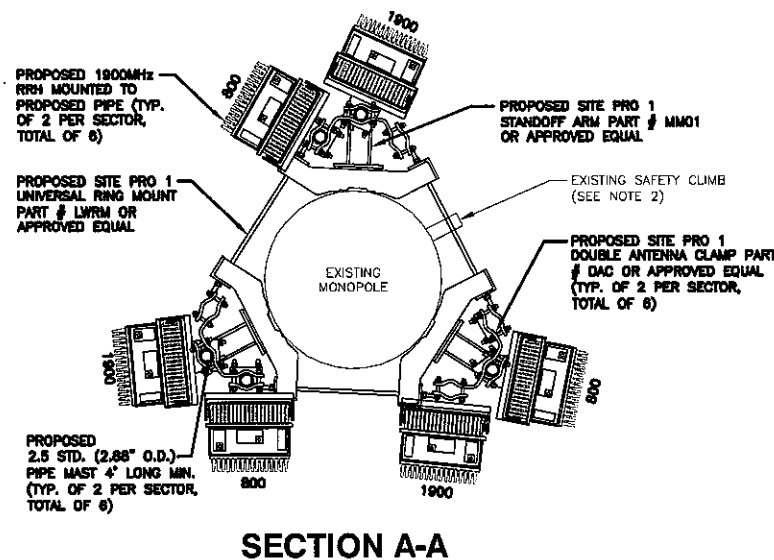 1900
800
PROPOSED 1900MHz
RRH MOUNTED TO
PROPOSED PIPE (TYP.
OF 2 PER SECTOR,
TOTAL OF 6)
PROPOSED SITE PRO 1
STANDOFF ARM PART # MM01
OR APPROVED EQUAL
PROPOSED SITE PRO 1
UNIVERSAL RING MOUNT
PART # LWRM OR
APPROVED EQUAL
EXISTING SAFETY CLIMB
(SEE NOTE 2)
EXISTING
MONOPOLE
PROPOSED SITE PRO 1
DOUBLE ANTENNA CLAMP PART
# DAC OR APPROVED EQUAL
(TYP. OF 2 PER SECTOR,
TOTAL OF 6)
1900
800
PROPOSED
2.5 STD. (2.88" O.D.)
PIPE MAST 4' LONG MIN.
(TYP. OF 2 PER SECTOR,
TOTAL OF 6)
800
1900
SECTION A-A